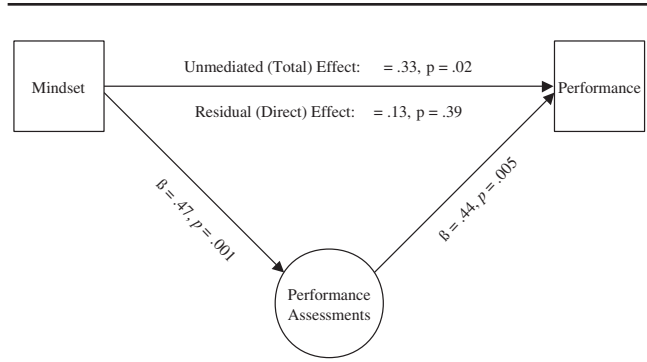 Unmediated (Total) Effect: = .33, p = .02
Mindset
Performance
Residual (Direct) Effect: = .13, p = .39
ß = .47, p = .001
ß = .44, p = .005
Performance
Assessments